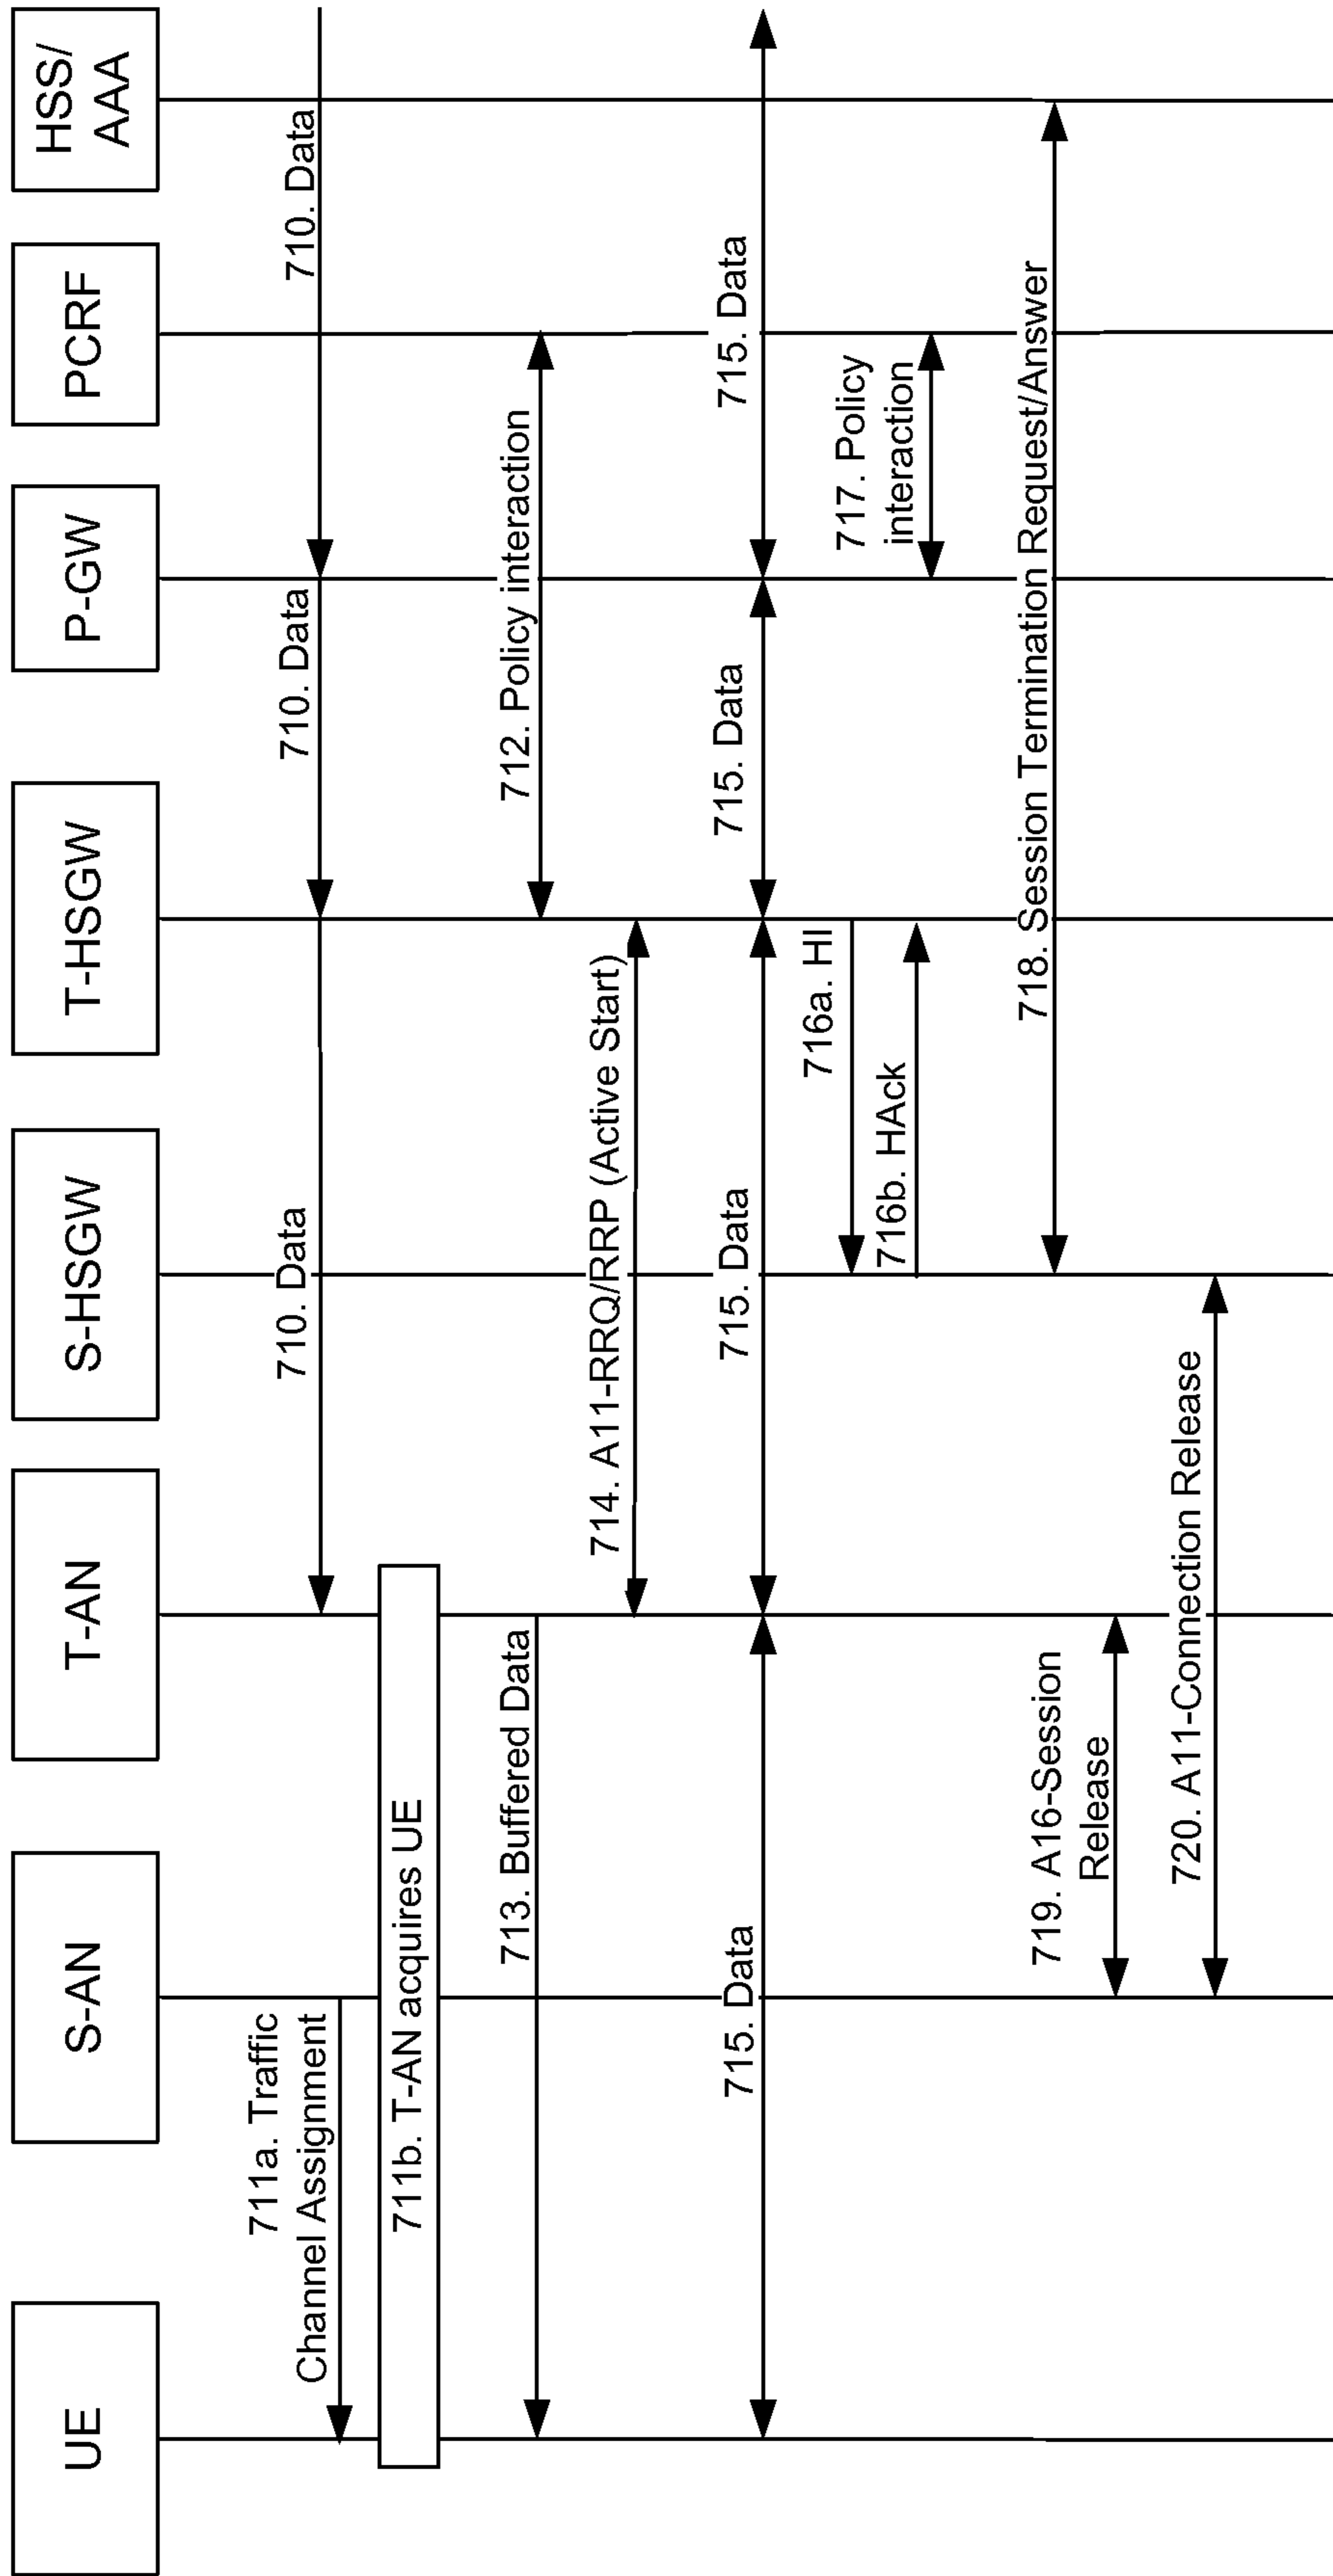 UE
S-AN
T-AN
S-HSGW
T-HSGW
P-GW
PCRF
HSS/
AAA
711a. Traffic
Channel Assignment
710. Data
710. Data
710. Data
711b. T-AN acquires UE
713. Buffered Data
712. Policy interaction
714. A11-RRQ/RRP (Active Start)
715. Data
715. Data
715. Data
715. Data
716a. HI
716b. HAck
717. Policy
interaction
718. Session Termination Request/Answer
719. A16-Session
Release
720. A11-Connection Release